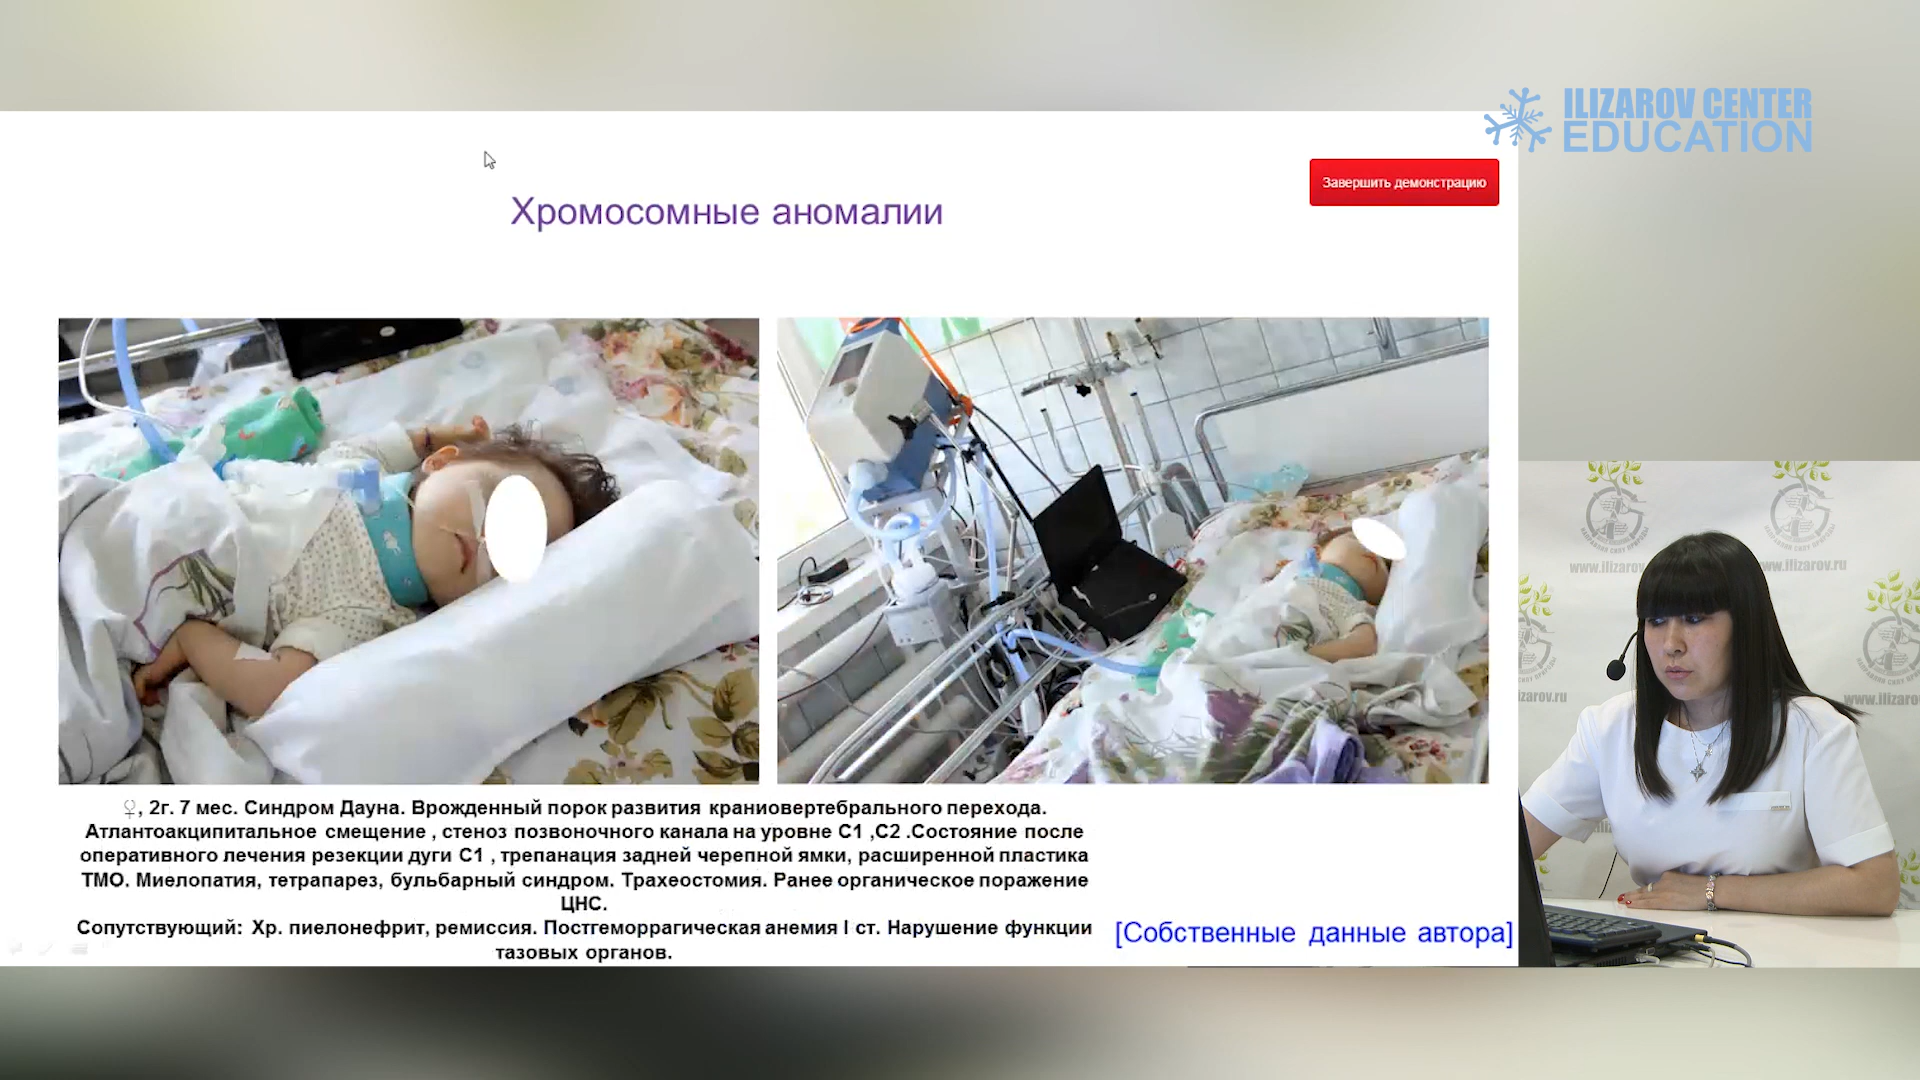 ILIZAROV CENTER
EDUCATION
Завершить демонстрацию
Хромосомные аномалии
♀, 2г. 7 мес. Синдром Дауна. Врожденный порок развития краниовертебрального перехода.
Атлантоакципитальное смещение , стеноз позвоночного канала на уровне С1 ,С2 .Состояние после
оперативного лечения резекции дуги С1 , трепанация задней черепной ямки, расширенной пластика
ТМО. Миелопатия, тетрапарез, бульбарный синдром. Трахеостомия. Ранее органическое поражение
ЦНС.
Сопутствующий: Хр. пиелонефрит, ремиссия. Постгеморрагическая анемия I ст. Нарушение функции
тазовых органов.
[Собственные данные автора]
www.ilizarov.ru
www.ilizarov.ru